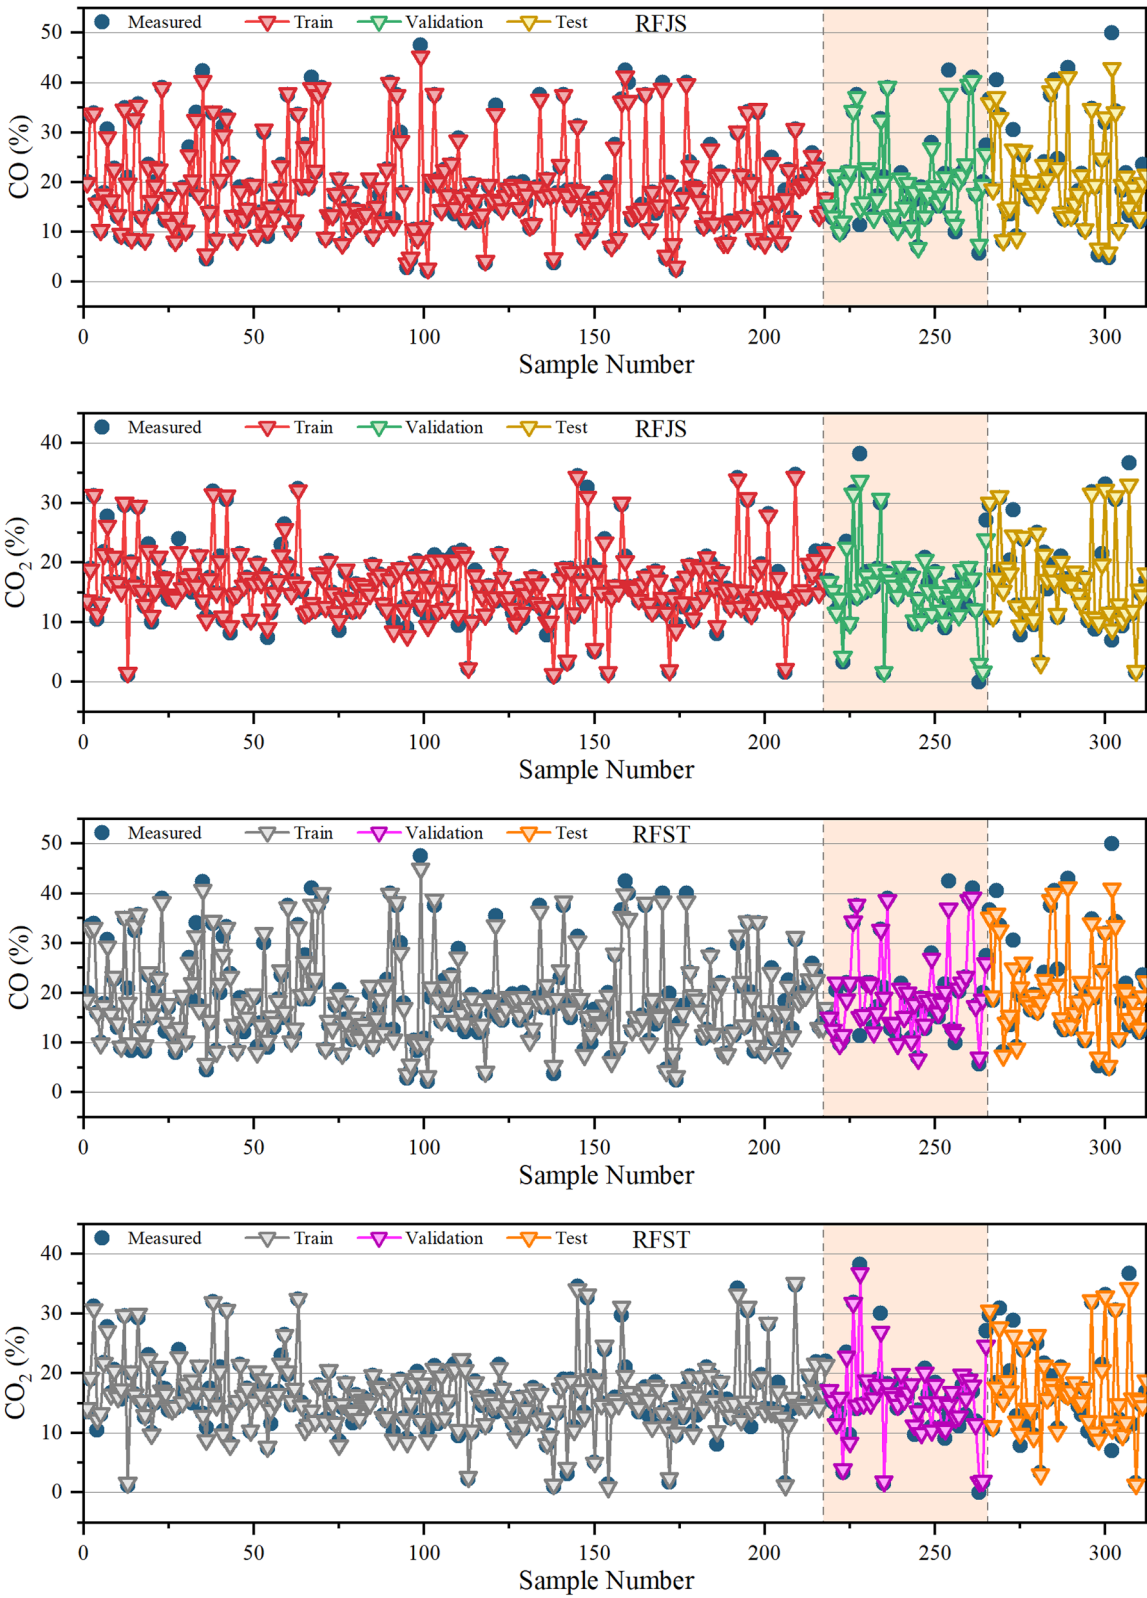 Measured Train Validation Test RFJS
50
40
30
20
10
0
CO (%)
0 50 100 150 200 250 300
Sample Number
Measured Train Validation Test RFJS
40
30
20
10
0
CO₂ (%)
0 50 100 150 200 250 300
Sample Number
Measured Train Validation Test RFST
50
40
30
20
10
0
CO (%)
0 50 100 150 200 250 300
Sample Number
Measured Train Validation Test RFST
40
30
20
10
0
CO₂ (%)
0 50 100 150 200 250 300
Sample Number